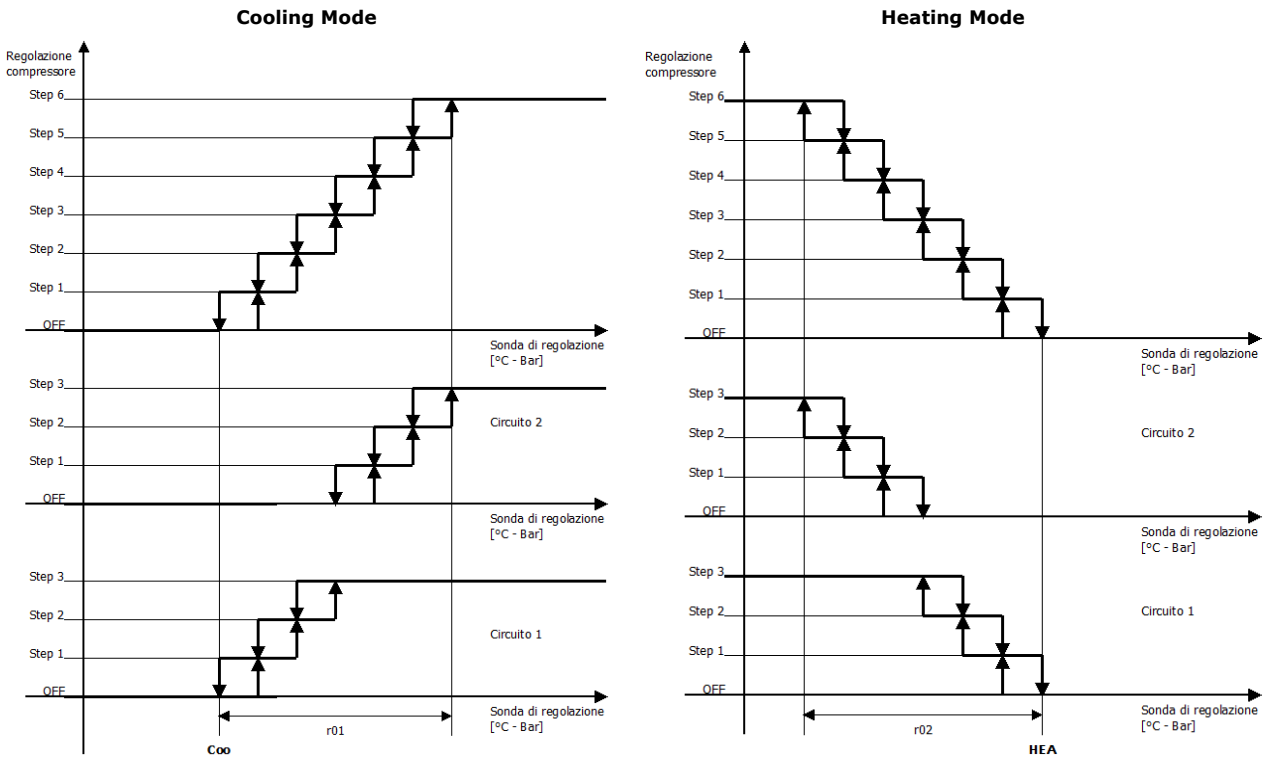 Cooling Mode
Regolazione
compressore
Step 6
Step 5
Step 4
Step 3
Step 2
Step 1
OFF
Sonda di regolazione
[°C - Bar]
Step 3
Step 2
Step 1
OFF
Circuito 2
Sonda di regolazione
[°C - Bar]
Step 3
Step 2
Step 1
OFF
Circuito 1
Sonda di regolazione
[°C - Bar]
r01
Coo
Heating Mode
Regolazione
compressore
Step 6
Step 5
Step 4
Step 3
Step 2
Step 1
OFF
Sonda di regolazione
[°C - Bar]
Step 3
Step 2
Step 1
OFF
Circuito 2
Sonda di regolazione
[°C - Bar]
Step 3
Step 2
Step 1
OFF
Circuito 1
Sonda di regolazione
[°C - Bar]
r02
HEA